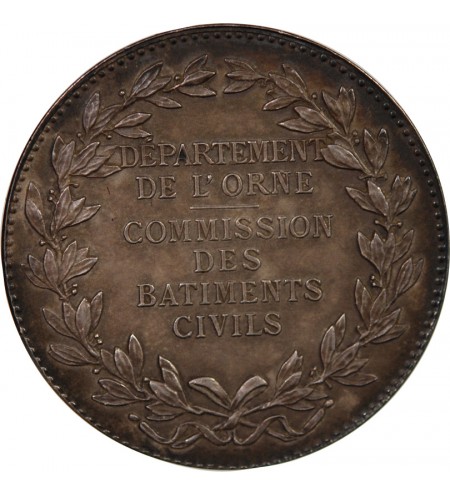 DÉPARTEMENT
DE L'ORNE
COMMISSION
DES
BATIMENTS
CIVILS